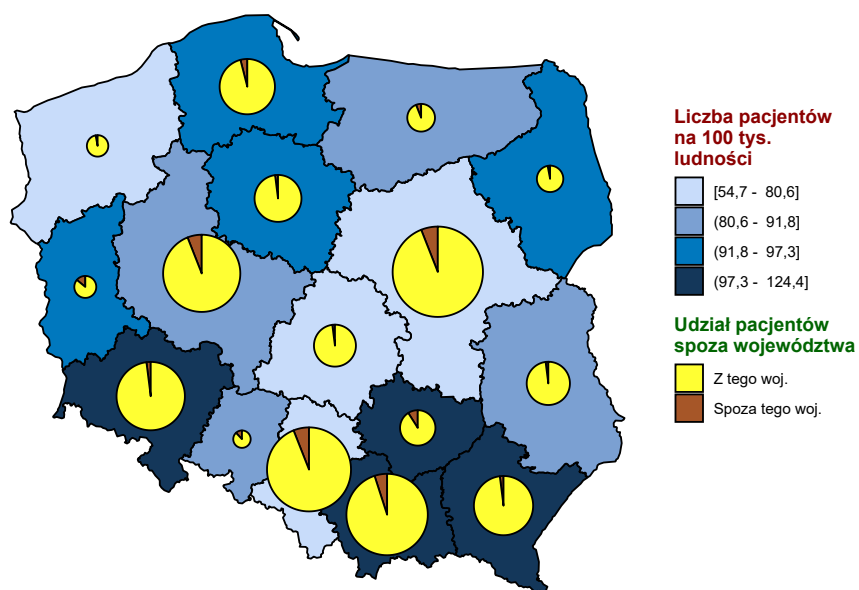 Liczba pacjentów
na 100 tys.
ludności
[54,7 - 80,6]
(80,6 - 91,8]
(91,8 - 97,3]
(97,3 - 124,4]
Udział pacjentów
spoza województwa
Z tego woj.
Spoza tego woj.